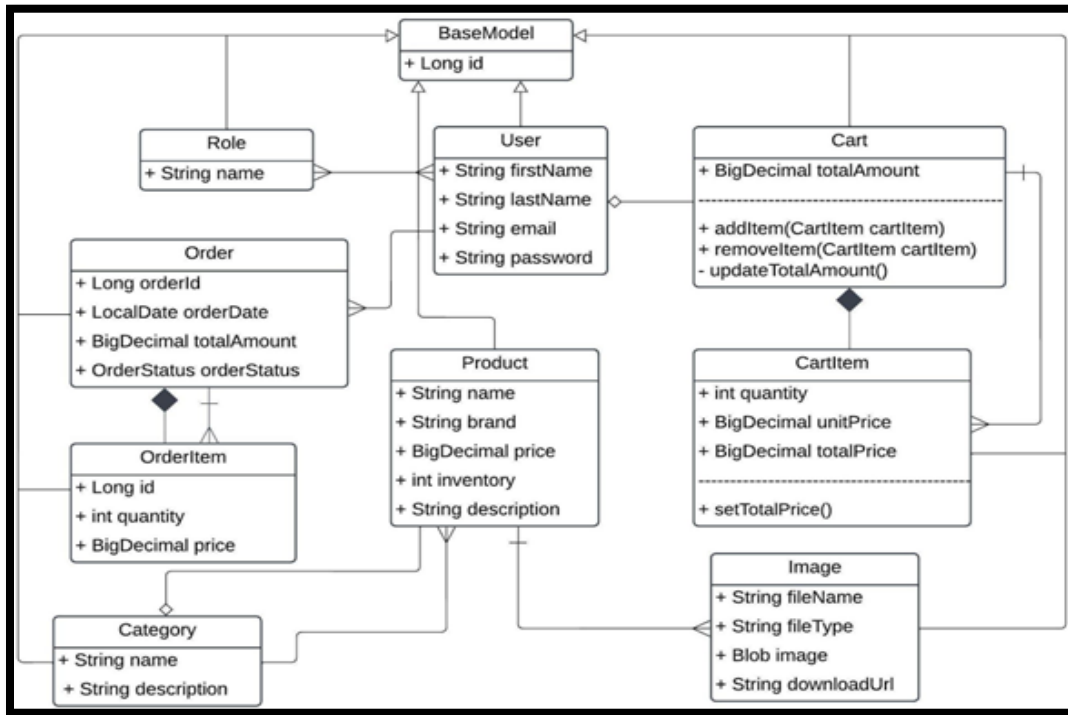 BaseModel
+ Long id
Role
+ String name
User
+ String firstName
+ String lastName
+ String email
+ String password
Cart
+ BigDecimal totalAmount
+ addItem(CartItem cartItem)
+ removeItem(CartItem cartItem)
- updateTotalAmount()
Order
+ Long orderId
+ LocalDate orderDate
+ BigDecimal totalAmount
+ OrderStatus orderStatus
Product
+ String name
+ String brand
+ BigDecimal price
+ int inventory
+ String description
CartItem
+ int quantity
+ BigDecimal unitPrice
+ BigDecimal totalPrice
+ setTotalPrice()
OrderItem
+ Long id
+ int quantity
+ BigDecimal price
Image
+ String fileName
+ String fileType
+ Blob image
+ String downloadUrl
Category
+ String name
+ String description